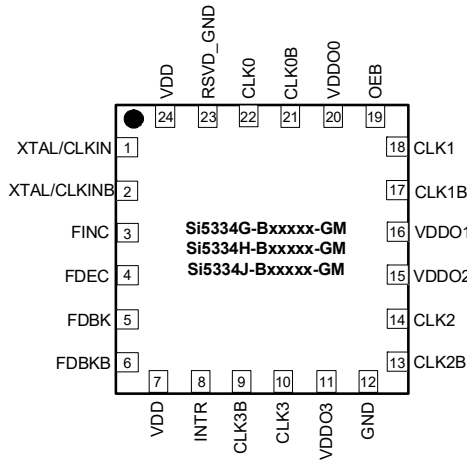 VDD
RSVD_GND
CLK0
CLK0B
VDDO0
OEB
24
23
22
21
20
19
XTAL/CLKIN
1
18
CLK1
XTAL/CLKINB
2
17
CLK1B
FINC
3
16
VDDO1
FDEC
4
15
VDDO2
FDBK
5
14
CLK2
FDBKB
6
13
CLK2B
Si5334G-Bxxxxx-GM
Si5334H-Bxxxxx-GM
Si5334J-Bxxxxx-GM
7
8
9
10
11
12
VDD
INTR
CLK3B
CLK3
VDDO3
GND